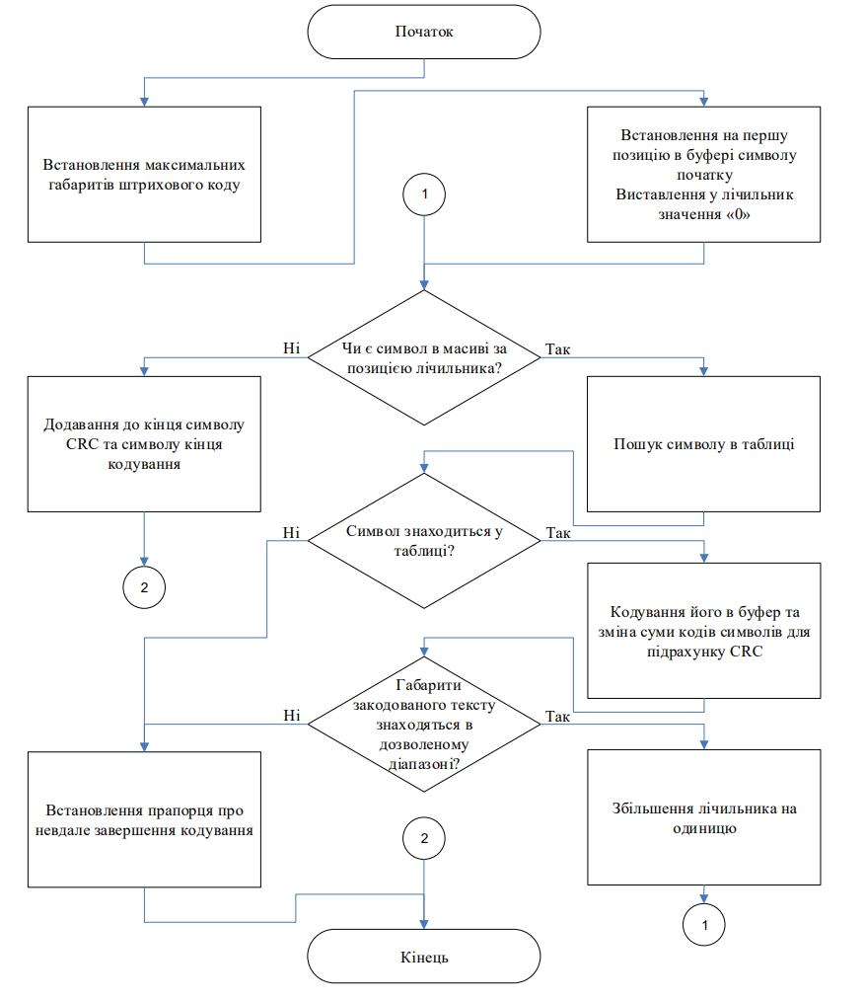 Початок
Встановлення максимальних
габаритів штрихового коду
Встановлення на першу
позицію в буфері символу
початку
Виставлення у лічильник
значення «0»
1
Чи є символ в масиві за
позицією лічильника?
Ні
Так
Додавання до кінця символу
CRC та символу кінця
кодування
Пошук символу в таблиці
2
Символ знаходиться у
таблиці?
Ні
Так
Кодування його в буфер та
зміна суми кодів символів для
підрахунку CRC
Габарити
закодованого тексту
знаходяться в
дозволеному
діапазоні?
Ні
Так
Встановлення прапорця про
невдале завершення кодування
Збільшення лічильника на
одиницю
2
1
Кінець